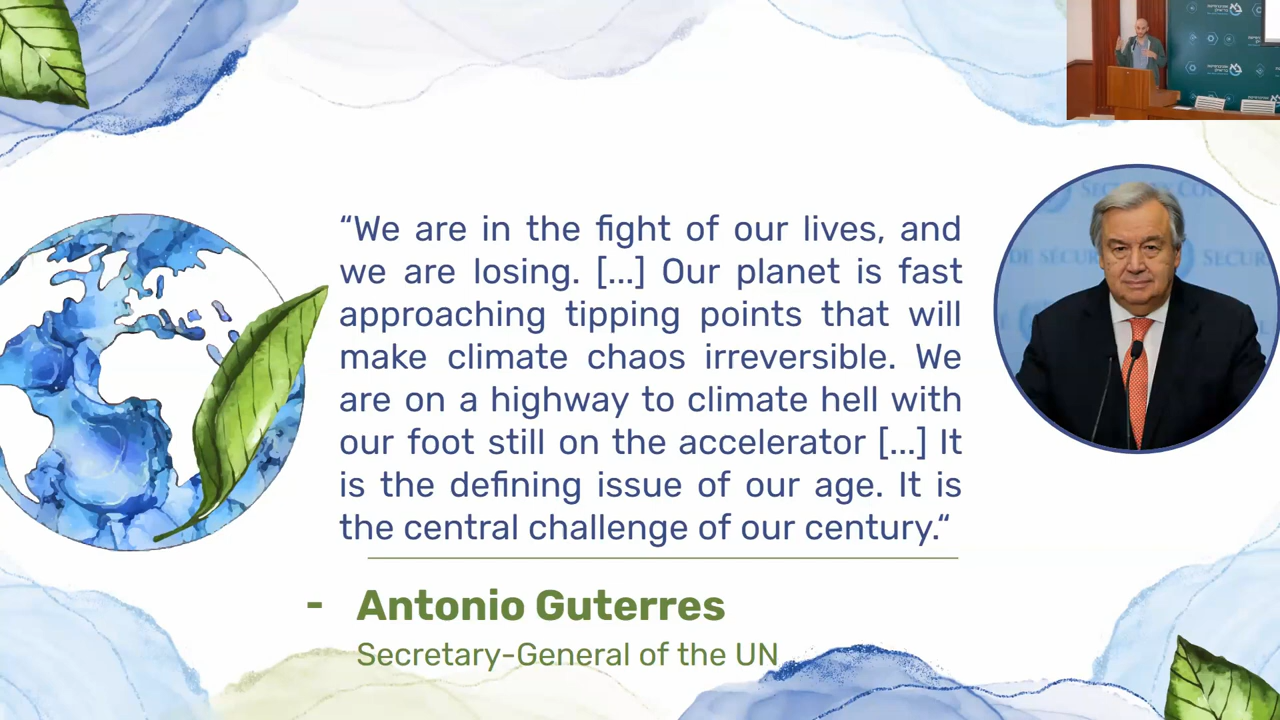 “We are in the fight of our lives, and
we are losing. [...] Our planet is fast
approaching tipping points that will
make climate chaos irreversible. We
are on a highway to climate hell with
our foot still on the accelerator [...] It
is the defining issue of our age. It is
the central challenge of our century.“
- Antonio Guterres
Secretary-General of the UN